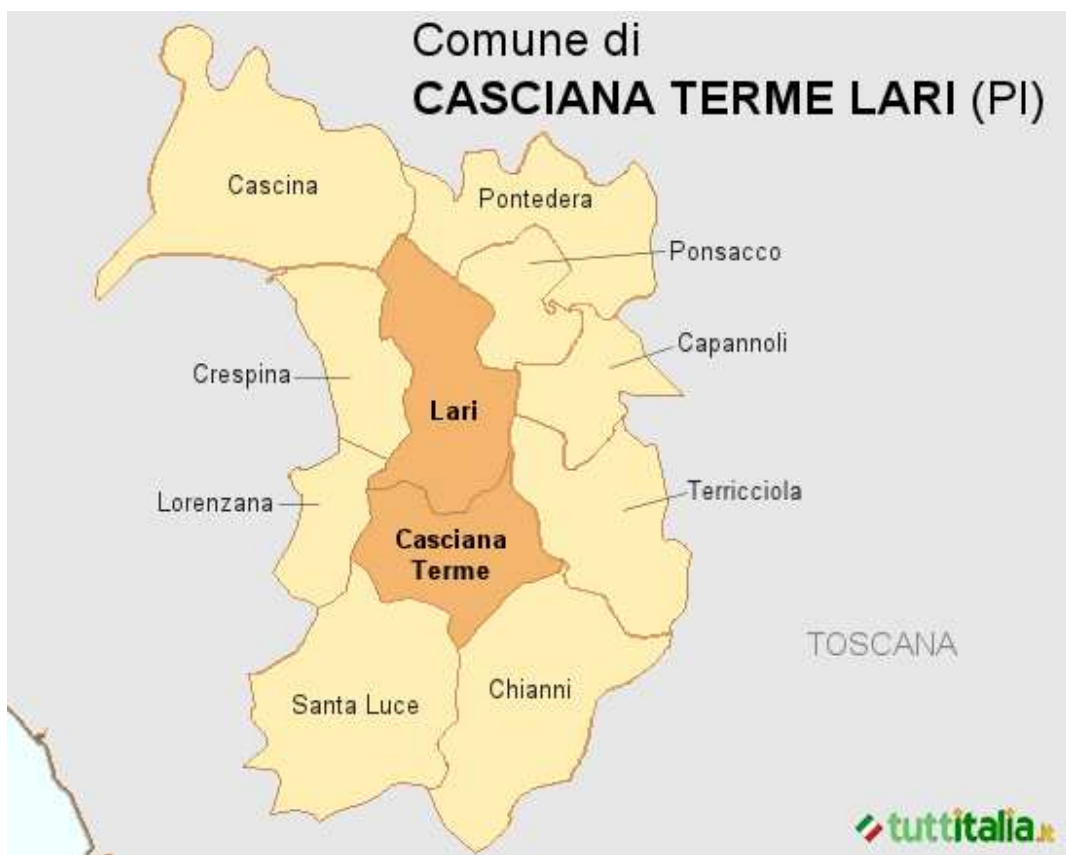 Comune di
CASCIANA TERME LARI (PI)
Cascina
Pontedera
Ponsacco
Capannoli
Crespina
Lari
Lorenzana
Terricciola
Casciana
Terme
TOSCANA
Santa Luce
Chianni
tuttitalia.it